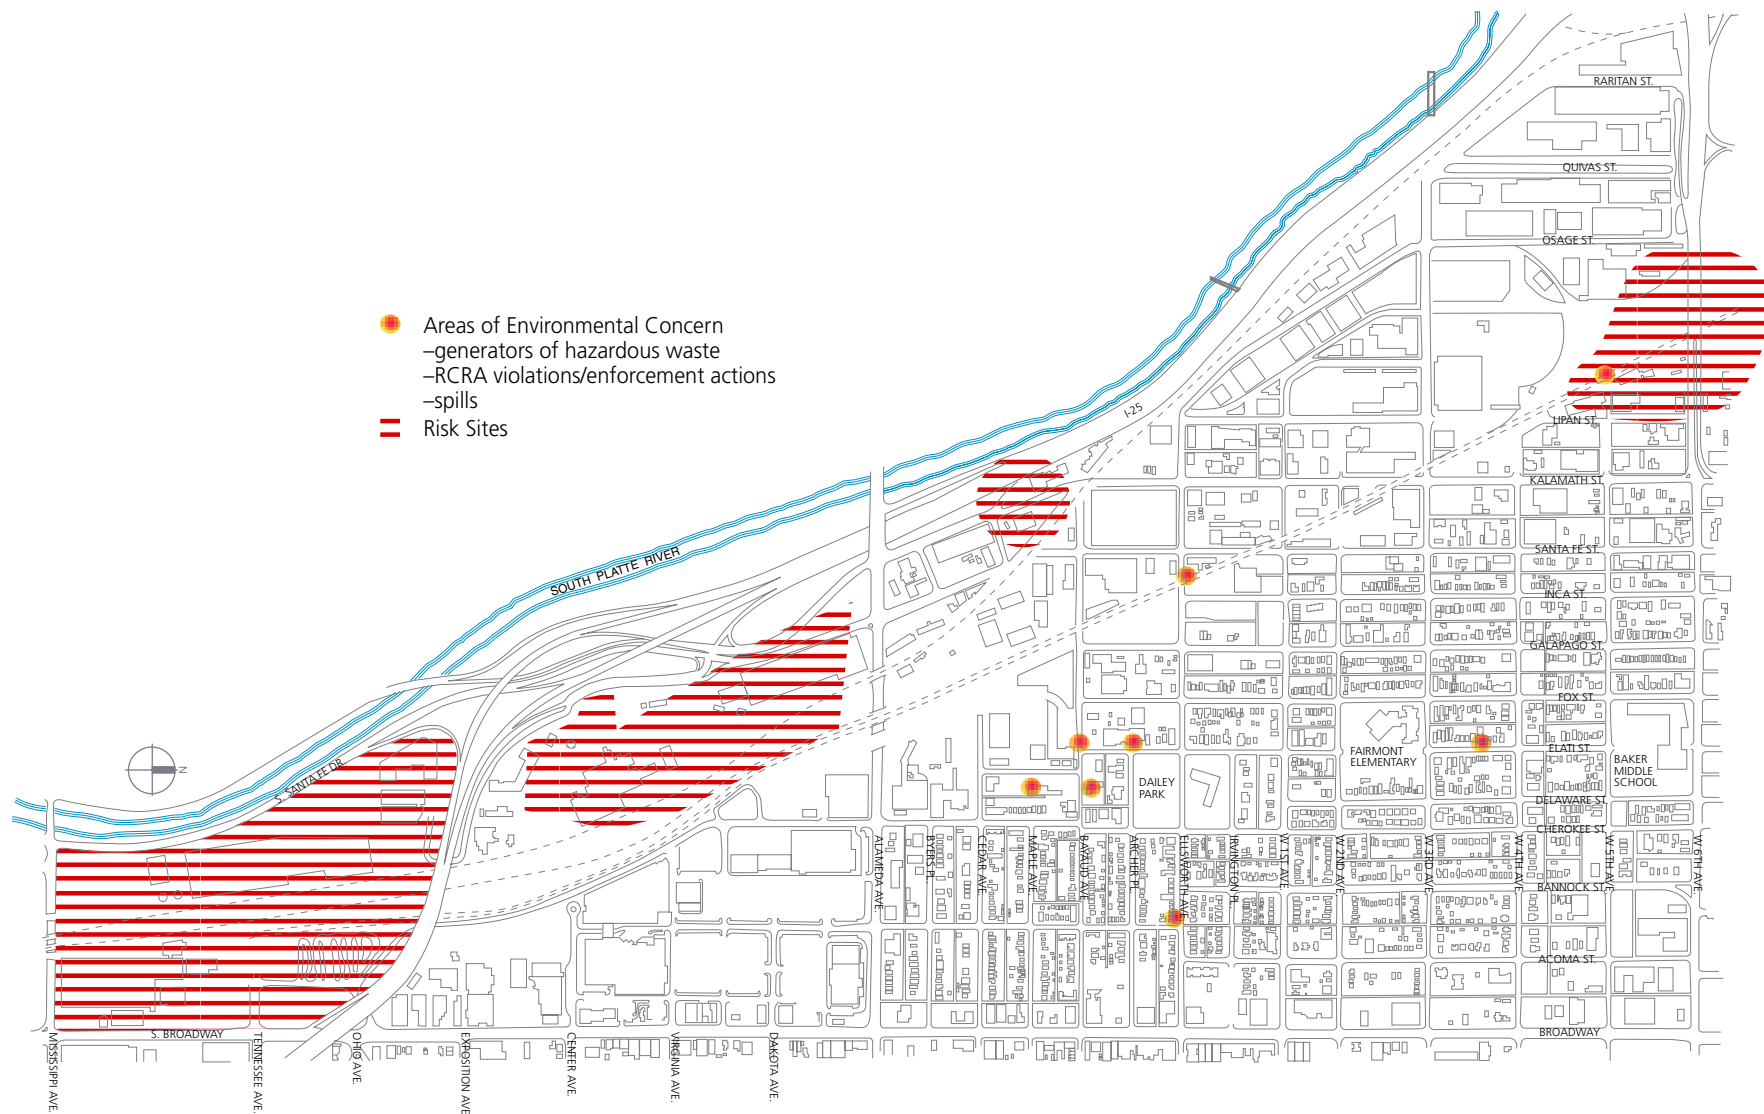 RARITAN ST.
QUIVAS ST.
OSAGE ST.
Areas of Environmental Concern
–generators of hazardous waste
–RCRA violations/enforcement actions
–spills
Risk Sites
I-25
LIPAN ST.
KALAMATH ST.
SOUTH PLATTE RIVER
SANTA FE ST.
INCA ST.
GALAPAGO ST.
FOX ST.
N
S. SANTA FE DR.
FAIRMONT
ELEMENTARY
ELATI ST.
BAKER
MIDDLE
SCHOOL
DAILEY
PARK
DELAWARE ST.
CHEROKEE ST.
ALAMEDA AVE.
BYERS PL.
CEDAR AVE.
MAPLE AVE.
BAYAUD AVE.
ARCHER PL.
ELLSWORTH AVE.
IRVINGTON PL.
W 1ST AVE.
W 2ND AVE.
W 3RD AVE.
W 4TH AVE.
W 5TH AVE.
W 6TH AVE.
BANNOCK ST.
ACOMA ST.
S. BROADWAY
BROADWAY
MISSISSIPPI AVE.
TENNESSEE AVE.
OHIO AVE.
EXPOSITION AVE
CENTER AVE.
VIRGINIA AVE.
DAKOTA AVE.